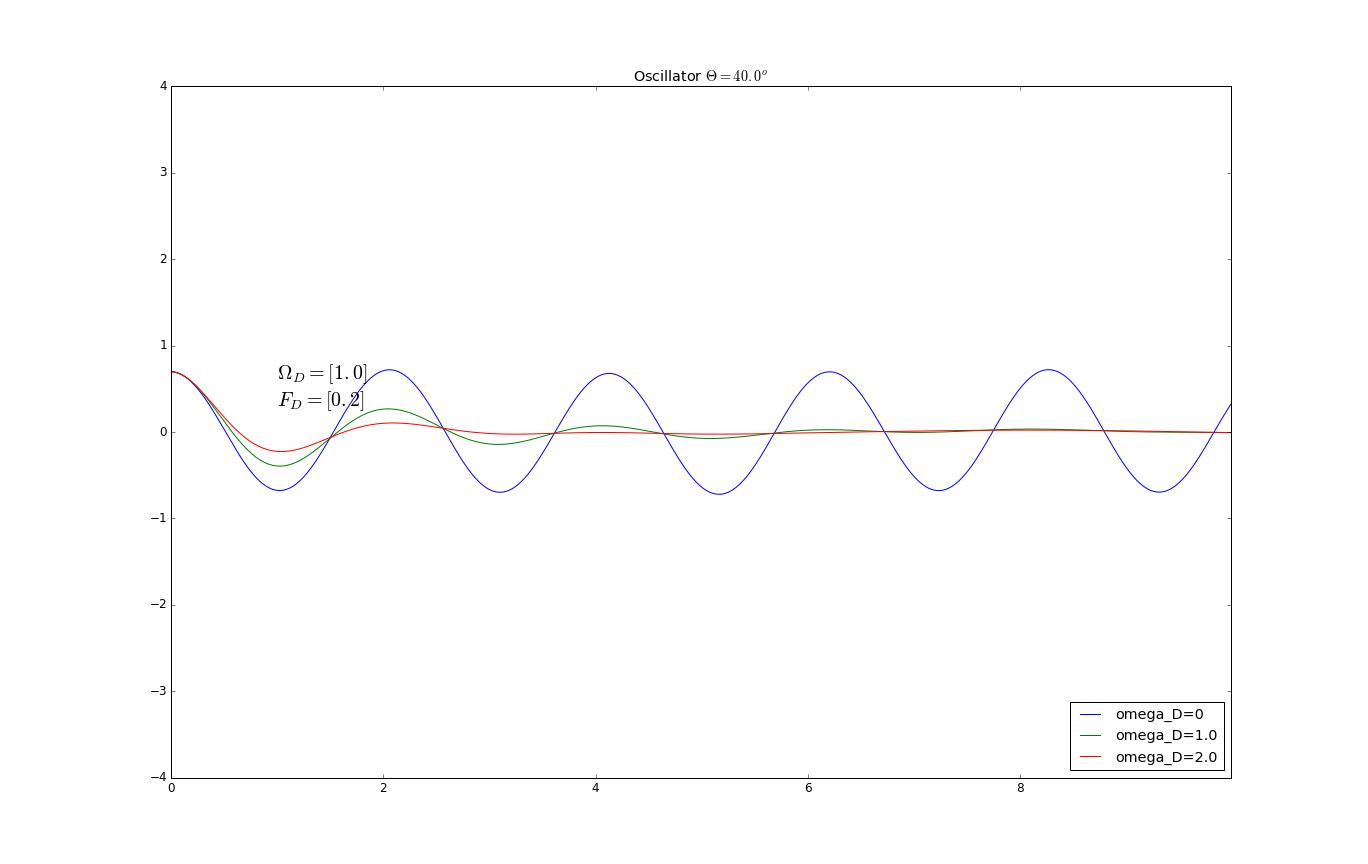 Oscillator Θ = 40.0°
4
3
2
1
0
−1
−2
−3
−4
Ω_D = [1.0]
F_D = [0.2]
omega_D=0
omega_D=1.0
omega_D=2.0
0
2
4
6
8